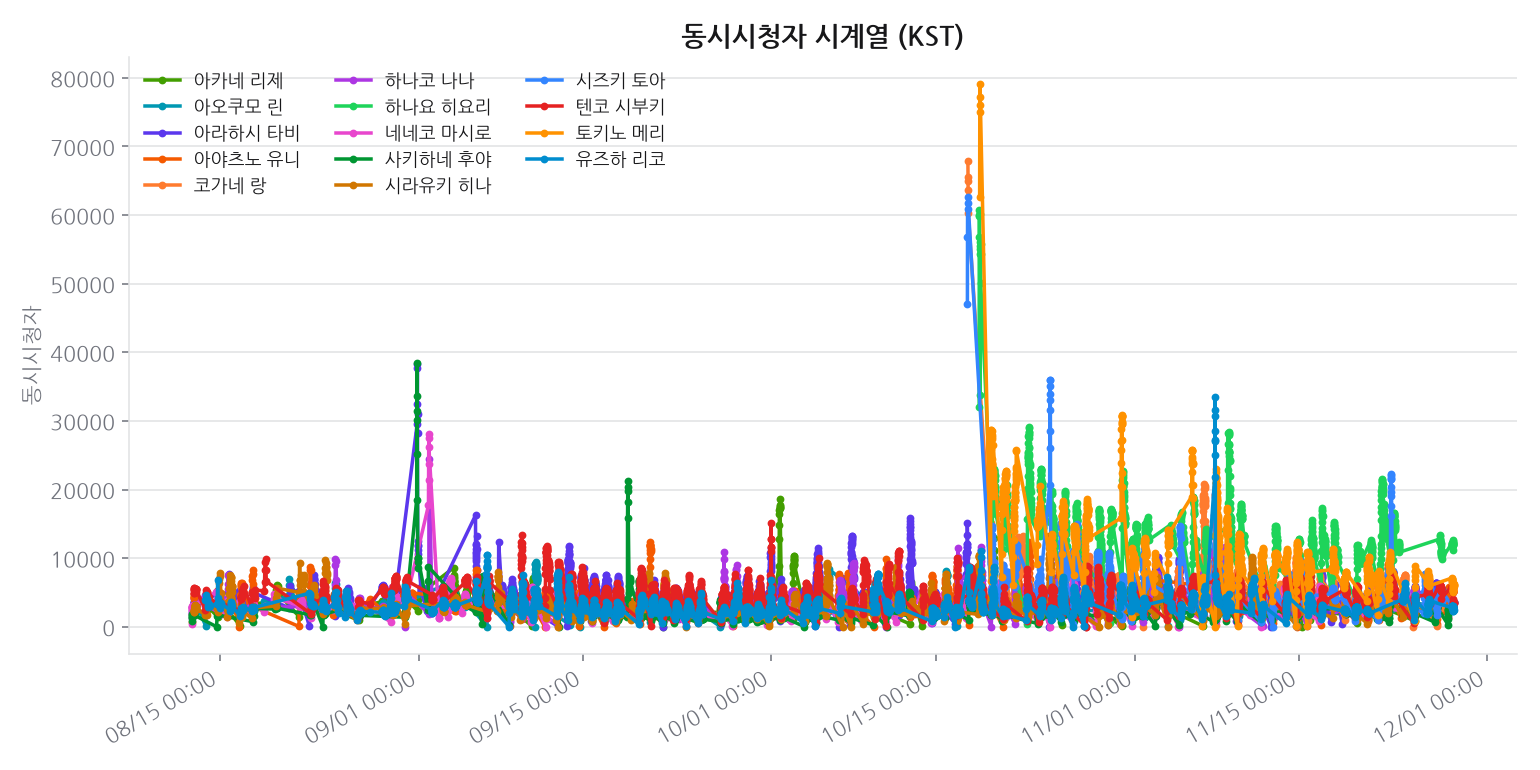 동시시청자 시계열 (KST)
아카네 리제
아오쿠모 린
아라하시 타비
아야츠노 유니
코가네 랑
하나코 나나
하나요 히요리
네네코 마시로
사키하네 후야
시라유키 히나
시즈키 토아
텐코 시부키
토키노 메리
유즈하 리코
동시시청자
80000
70000
60000
50000
40000
30000
20000
10000
0
08/15 00:00
09/01 00:00
09/15 00:00
10/01 00:00
10/15 00:00
11/01 00:00
11/15 00:00
12/01 00:00